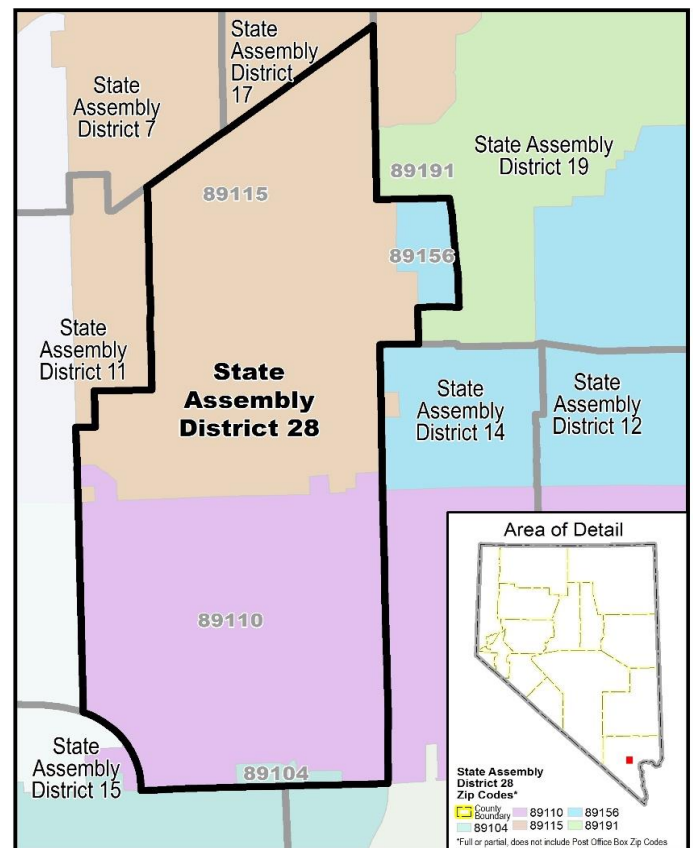 State
Assembly
District
17
State
Assembly
District 7
State Assembly
District 19
89191
89115
89156
State
Assembly
District 11
State
Assembly
District 28
State
Assembly
District 14
State
Assembly
District 12
89110
State
Assembly
District 15
89104
Area of Detail
State Assembly
District 28
Zip Codes*
County
Boundary
89110
89156
89104
89115
89191
*Full or partial, does not include Post Office Box Zip Codes